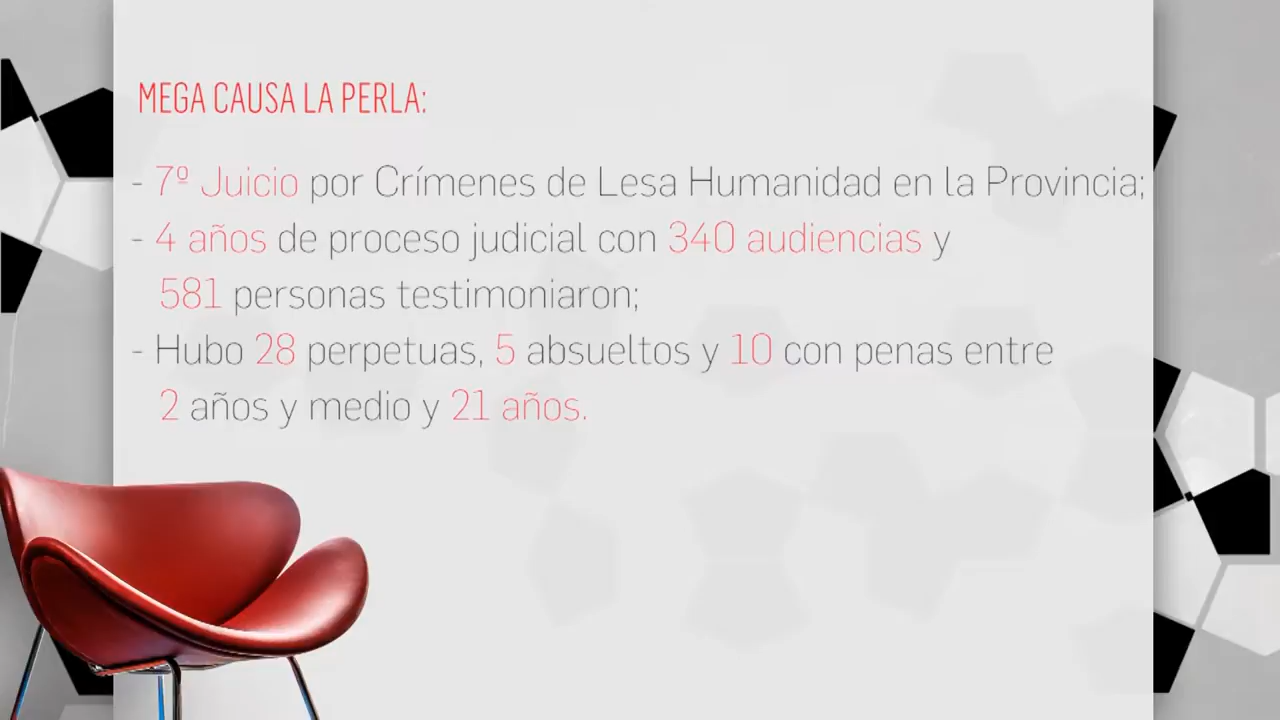 MEGA CAUSA LA PERLA:
- 7º Juicio por Crímenes de Lesa Humanidad en la Provincia;
- 4 años de proceso judicial con 340 audiencias y
581 personas testimoniaron;
- Hubo 28 perpetuas, 5 absueltos y 10 con penas entre
2 años y medio y 21 años.